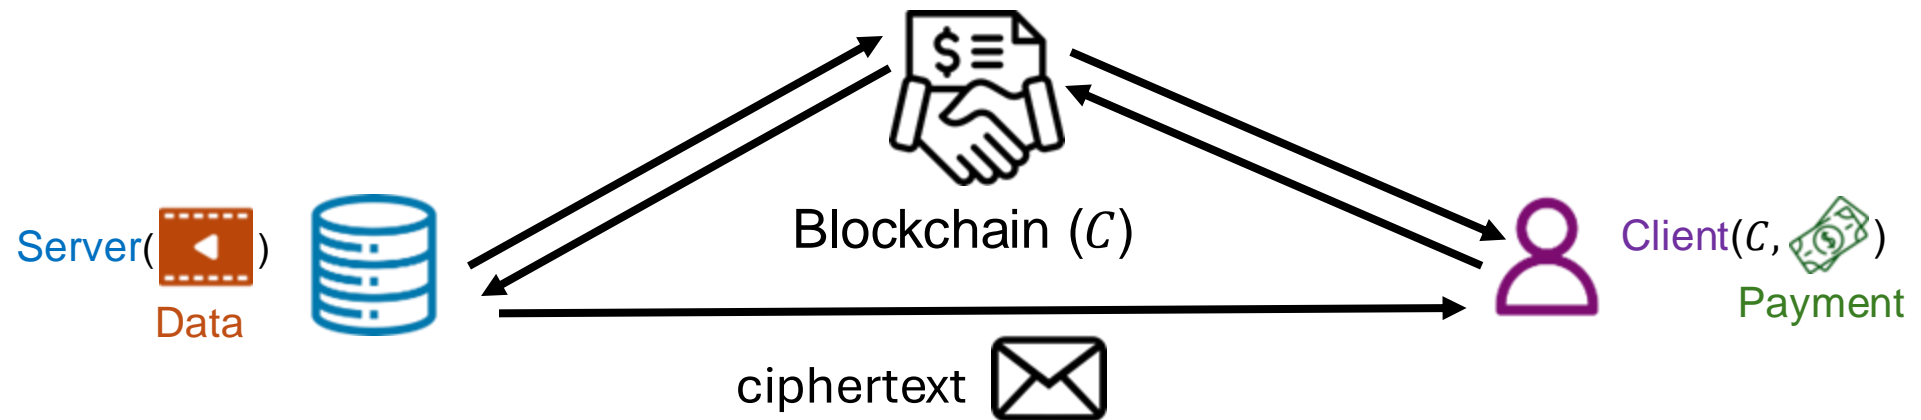 $
Blockchain (C)
Server( )
Data
Client(C, $ )
Payment
ciphertext